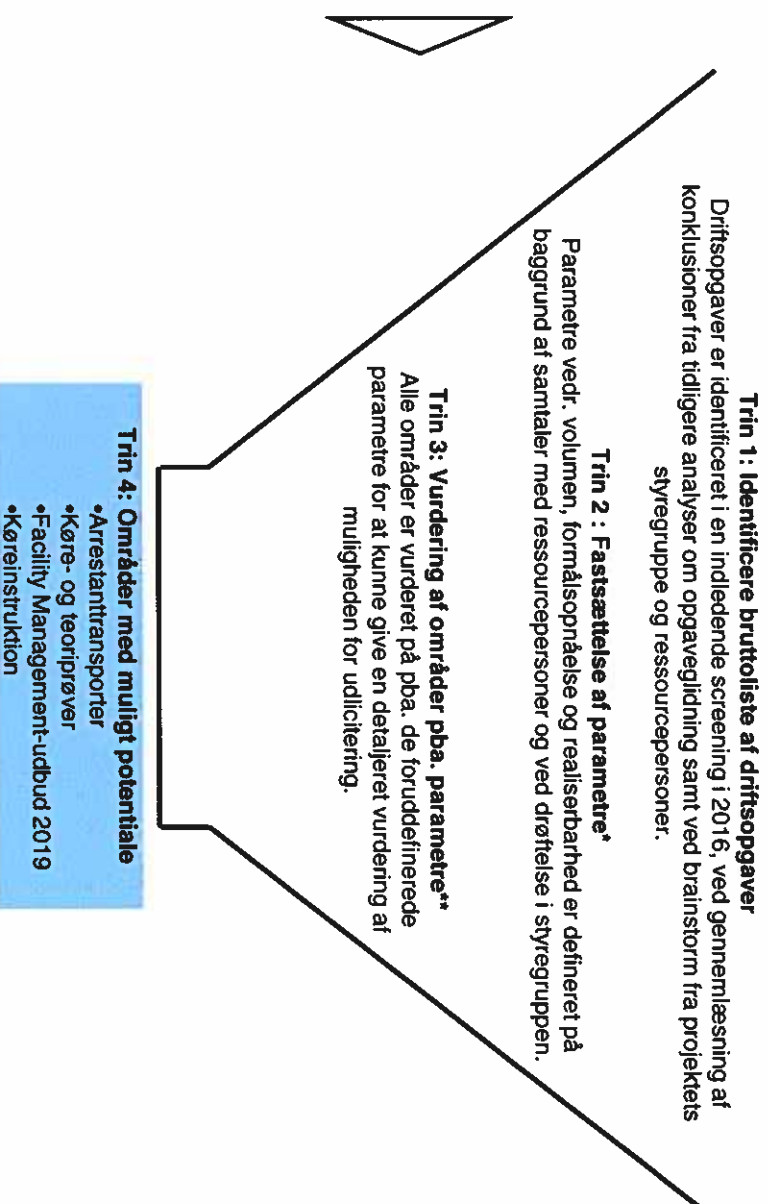 Trin 1: Identificere bruttoliste af driftsopgaver
Driftsopgaver er identificeret i en indledende screening i 2016, ved gennemlæsning af
konklusioner fra tidligere analyser om opgaveglidning samt ved brainstorm fra projektets
styregruppe og ressourcepersoner.
Trin 2 : Fastsættelse af parametre*
Parametre vedr. volumen, formålsopnåelse og realiserbarhed er defineret på
baggrund af samtaler med ressourcepersoner og ved drøftelse i styregruppen.
Trin 3: Vurdering af områder pba. parametre**
Alle områder er vurderet på pba. de foruddefinerede
parametre for at kunne give en detaljeret vurdering af
muligheden for udlicitering.
Trin 4: Områder med muligt potentiale
•Arrestanttransporter
•Køre- og teoriprøver
•Facility Management-udbud 2019
•Køreinstruktion